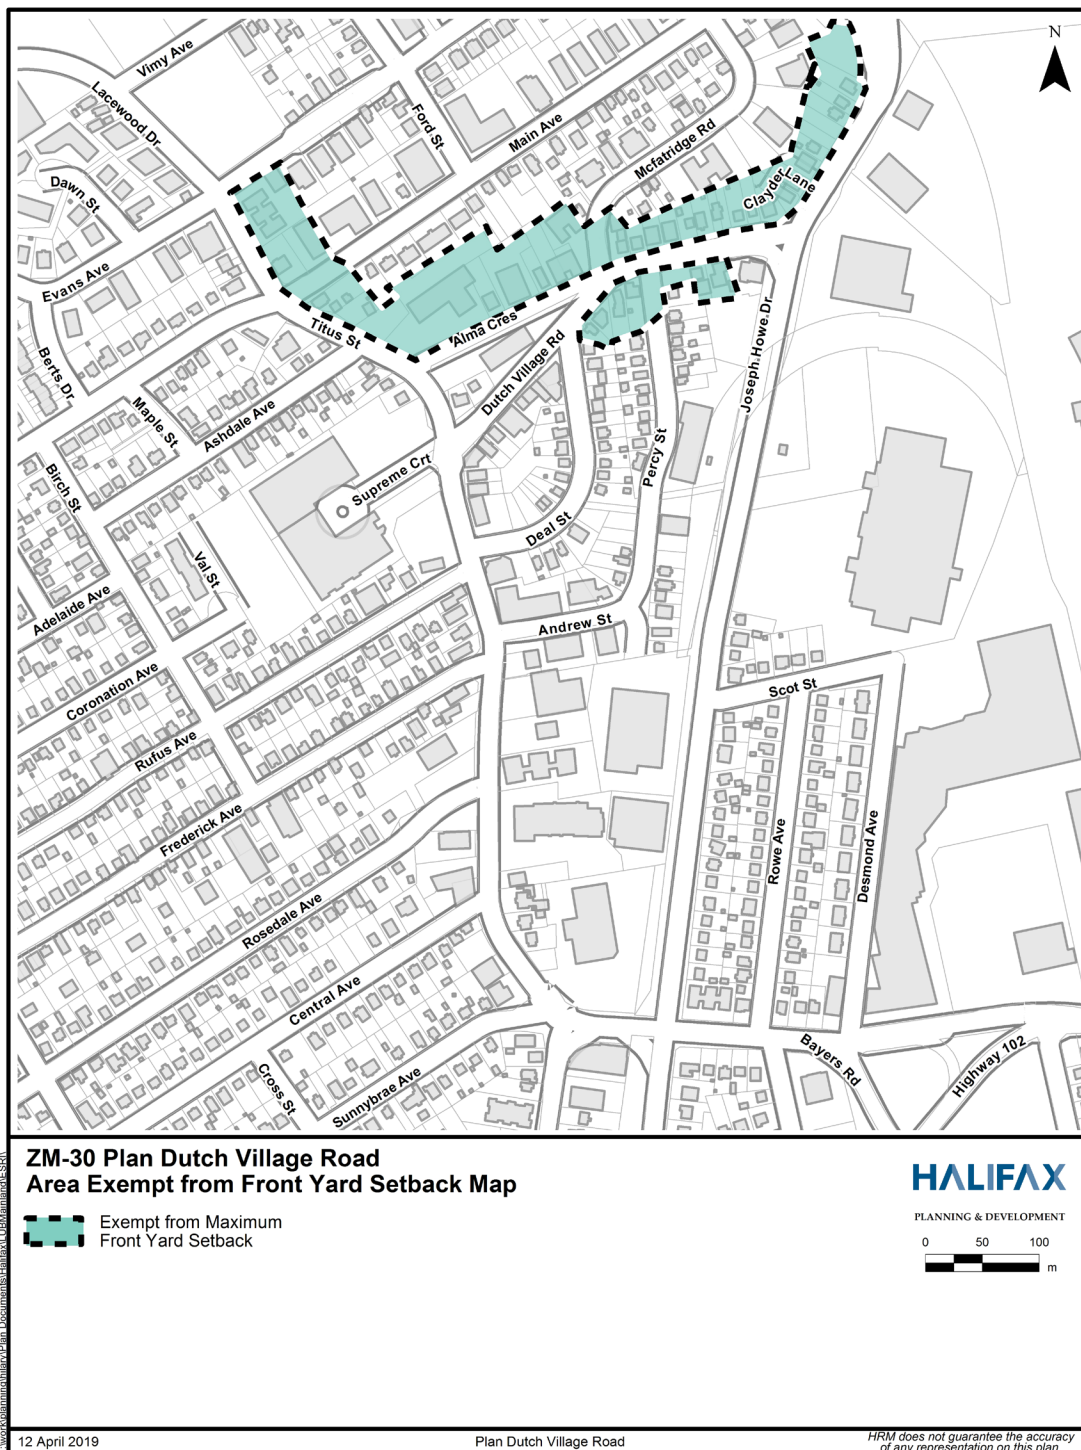 Vimy Ave
Lacewood Dr
Ford St
Main Ave
Mcfatridge Rd
Dawn St
Clayder Lane
Evans Ave
Titus St
Alma Cres
Dutch Village Rd
Joseph Howe Dr
Berts Dr
Maple St
Ashdale Ave
Birch St
Supreme Crt
Percy St
Deal St
Val St
Adelaide Ave
Andrew St
Coronation Ave
Scot St
Rufus Ave
Frederick Ave
Rowe Ave
Desmond Ave
Rosedale Ave
Central Ave
Cross St
Sunnybrae Ave
Bayers Rd
Highway 102
N
ZM-30 Plan Dutch Village Road
Area Exempt from Front Yard Setback Map
Exempt from Maximum
Front Yard Setback
HALIFAX
PLANNING & DEVELOPMENT
0 50 100
m
12 April 2019
Plan Dutch Village Road
HRM does not guarantee the accuracy
of any representation on this plan